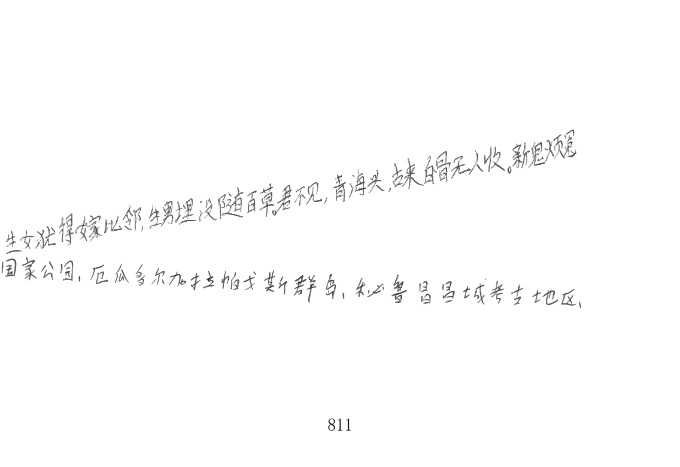 生女犹得嫁比邻,生男埋没随百草。君不见,青海头,古来白骨无人收。新鬼烦冤
国家公园、厄瓜多尔加拉帕戈斯群岛、秘鲁昌昌城考古地区、
811